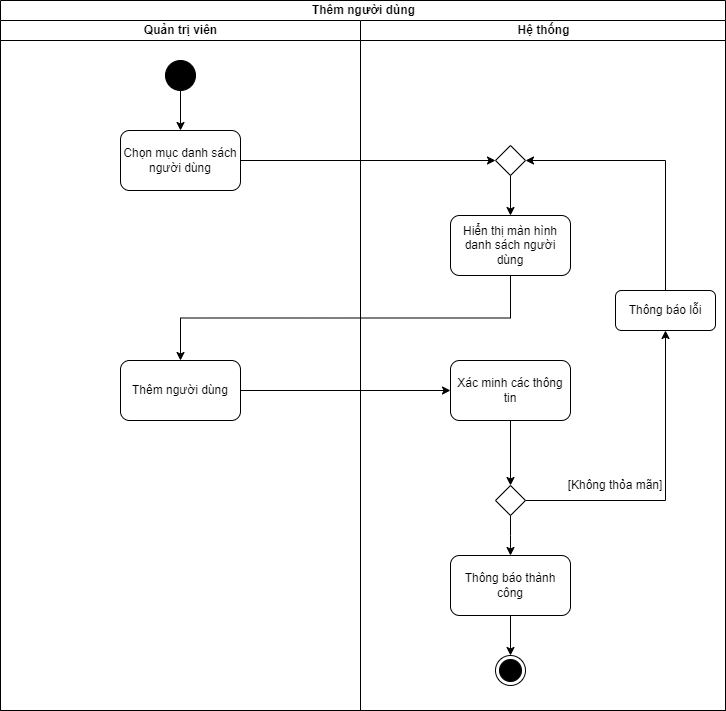 Thêm người dùng
Quản trị viên
Hệ thống
Chọn mục danh sách
người dùng
Hiển thị màn hình
danh sách người
dùng
Thông báo lỗi
Thêm người dùng
Xác minh các thông
tin
[Không thỏa mãn]
Thông báo thành
công